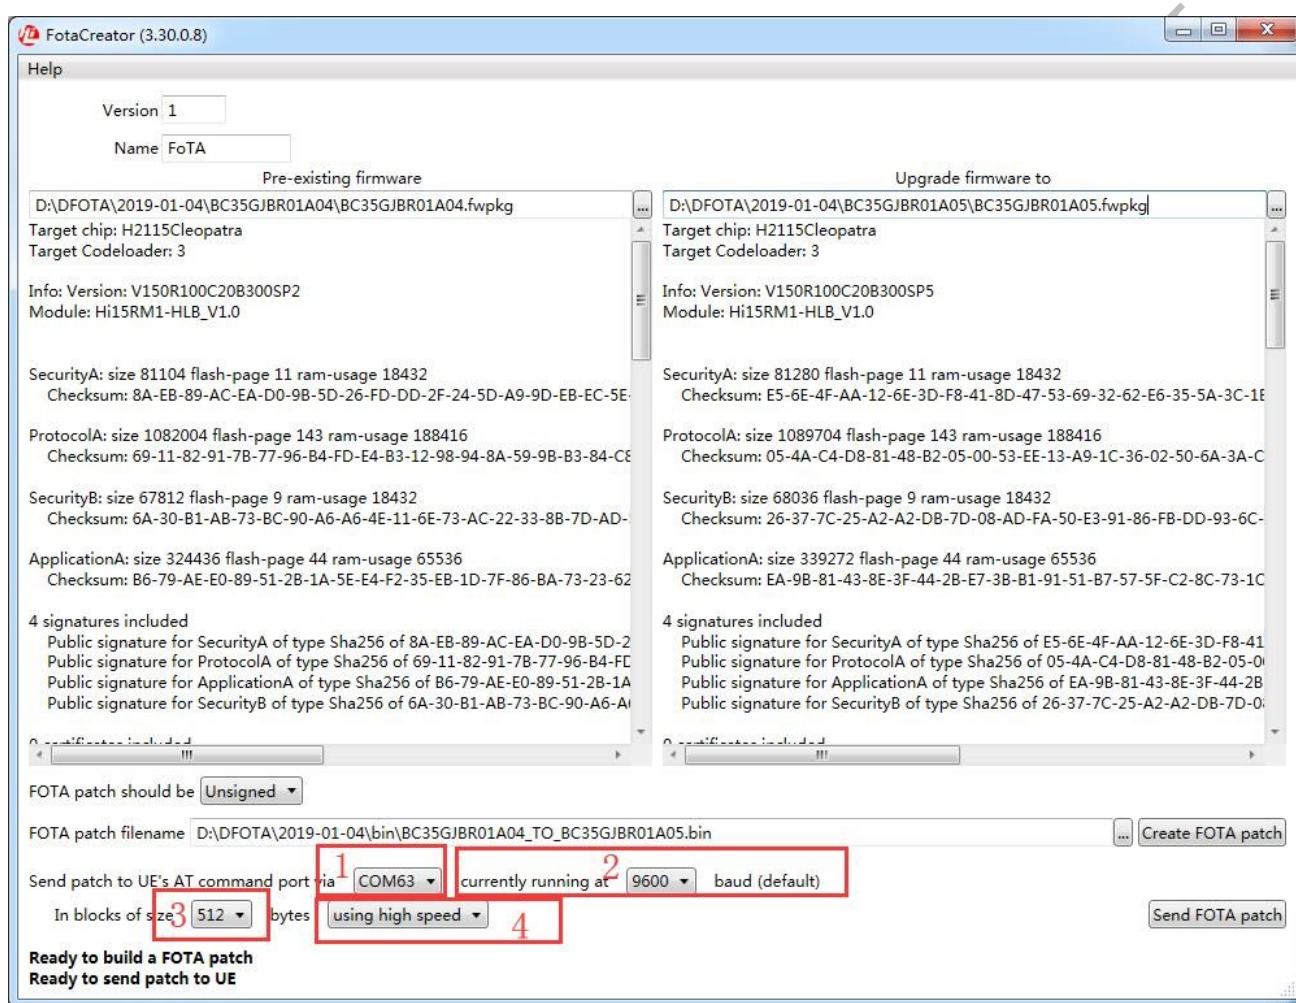 FotaCreator (3.30.0.8)
Help
Version 1
Name FoTA
Pre-existing firmware
D:\DFOTA\2019-01-04\BC35GJBR01A04\BC35GJBR01A04.fwpkg ...
Target chip: H2115Cleopatra
Target Codeloader: 3
Info: Version: V150R100C20B300SP2
Module: Hi15RM1-HLB_V1.0
SecurityA: size 81104 flash-page 11 ram-usage 18432
Checksum: 8A-EB-89-AC-EA-D0-9B-5D-26-FD-DD-2F-24-5D-A9-9D-EB-EC-5E-
ProtocolA: size 1082004 flash-page 143 ram-usage 188416
Checksum: 69-11-82-91-7B-77-96-B4-FD-E4-B3-12-98-94-8A-59-9B-B3-84-C8
SecurityB: size 67812 flash-page 9 ram-usage 18432
Checksum: 6A-30-B1-AB-73-BC-90-A6-A6-4E-11-6E-73-AC-22-33-8B-7D-AD-
ApplicationA: size 324436 flash-page 44 ram-usage 65536
Checksum: B6-79-AE-E0-89-51-2B-1A-5E-E4-F2-35-EB-1D-7F-86-BA-73-23-62
4 signatures included
Public signature for SecurityA of type Sha256 of 8A-EB-89-AC-EA-D0-9B-5D-2
Public signature for ProtocolA of type Sha256 of 69-11-82-91-7B-77-96-B4-FD
Public signature for ApplicationA of type Sha256 of B6-79-AE-E0-89-51-2B-1A
Public signature for SecurityB of type Sha256 of 6A-30-B1-AB-73-BC-90-A6-A
0 certificates included
Upgrade firmware to
D:\DFOTA\2019-01-04\BC35GJBR01A05\BC35GJBR01A05.fwpkg ...
Target chip: H2115Cleopatra
Target Codeloader: 3
Info: Version: V150R100C20B300SP5
Module: Hi15RM1-HLB_V1.0
SecurityA: size 81280 flash-page 11 ram-usage 18432
Checksum: E5-6E-4F-AA-12-6E-3D-F8-41-8D-47-53-69-32-62-E6-35-5A-3C-1E
ProtocolA: size 1089704 flash-page 143 ram-usage 188416
Checksum: 05-4A-C4-D8-81-48-B2-05-00-53-EE-13-A9-1C-36-02-50-6A-3A-C
SecurityB: size 68036 flash-page 9 ram-usage 18432
Checksum: 26-37-7C-25-A2-A2-DB-7D-08-AD-FA-50-E3-91-86-FB-DD-93-6C-
ApplicationA: size 339272 flash-page 44 ram-usage 65536
Checksum: EA-9B-81-43-8E-3F-44-2B-E7-3B-B1-91-51-B7-57-5F-C2-8C-73-1C
4 signatures included
Public signature for SecurityA of type Sha256 of E5-6E-4F-AA-12-6E-3D-F8-41
Public signature for ProtocolA of type Sha256 of 05-4A-C4-D8-81-48-B2-05-0
Public signature for ApplicationA of type Sha256 of EA-9B-81-43-8E-3F-44-2B
Public signature for SecurityB of type Sha256 of 26-37-7C-25-A2-A2-DB-7D-0
0 certificates included
FOTA patch should be Unsigned
FOTA patch filename D:\DFOTA\2019-01-04\bin\BC35GJBR01A04_TO_BC35GJBR01A05.bin ... Create FOTA patch
Send patch to UE's AT command port via 1 COM63 currently running at 2 9600 baud (default)
In blocks of size 3 512 bytes using high speed 4 Send FOTA patch
Ready to build a FOTA patch
Ready to send patch to UE